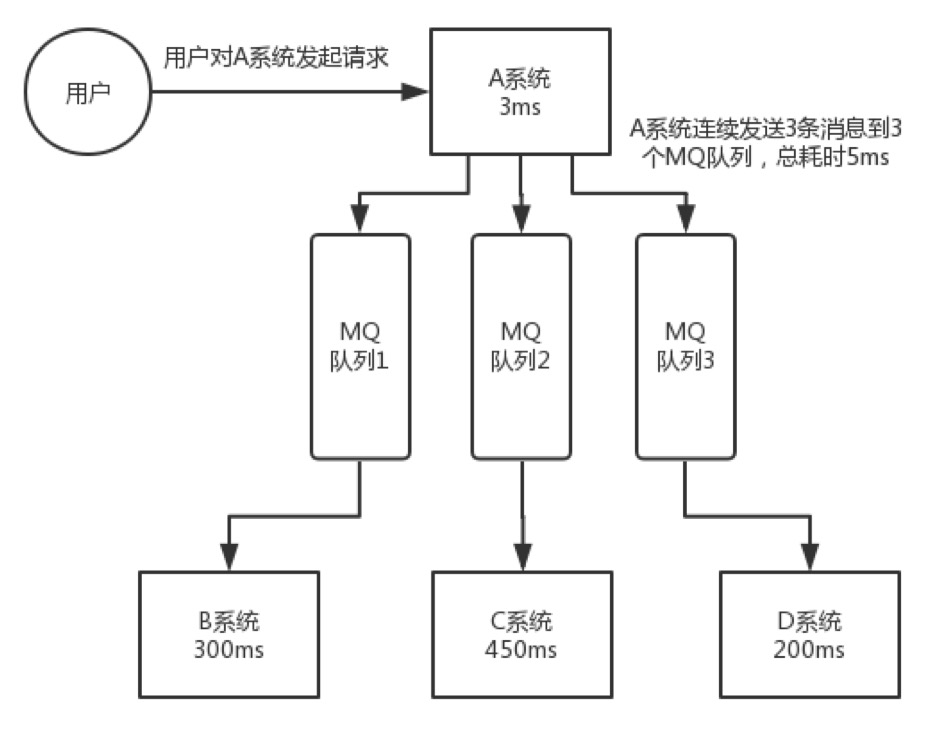 用户
用户对A系统发起请求
A系统
3ms
A系统连续发送3条消息到3
个MQ队列，总耗时5ms
MQ
队列1
MQ
队列2
MQ
队列3
B系统
300ms
C系统
450ms
D系统
200ms